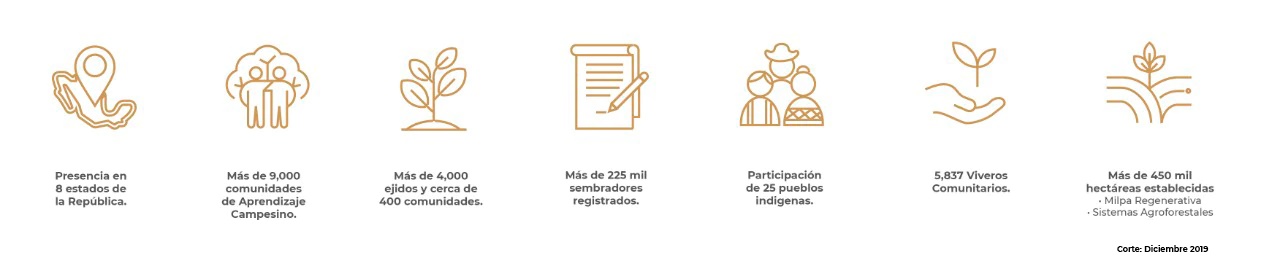 Presencia en
8 estados de
la República.
Más de 9,000
comunidades
de Aprendizaje
Campesino.
Más de 4,000
ejidos y cerca de
400 comunidades.
Más de 225 mil
sembradores
registrados.
Participación
de 25 pueblos
indigenas.
5,837 Viveros
Comunitarios.
Más de 450 mil
hectáreas establecidas
• Milpa Regenerativa
• Sistemas Agroforestales
Corte: Diciembre 2019